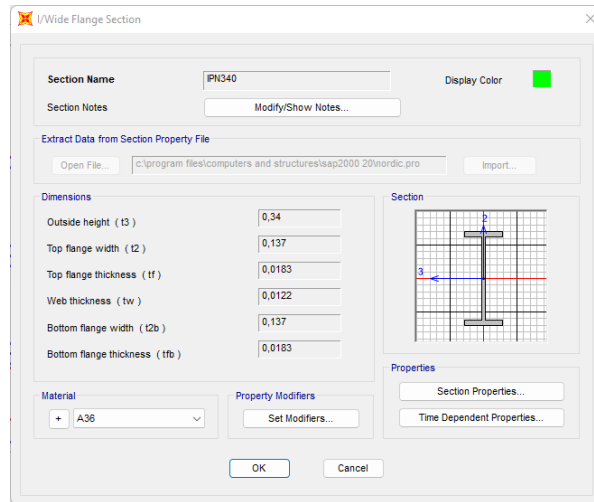 I/Wide Flange Section
Section Name IPN340 Display Color
Section Notes Modify/Show Notes...
Extract Data from Section Property File
Open File... c:\program files\computers and structures\sap2000 20\nordic.pro Import...
Dimensions
Outside height ( t3 ) 0,34
Top flange width ( t2 ) 0,137
Top flange thickness ( tf ) 0,0183
Web thickness ( tw ) 0,0122
Bottom flange width ( t2b ) 0,137
Bottom flange thickness ( tfb ) 0,0183
Section
2
3
Material
+ A36
Property Modifiers
Set Modifiers...
Properties
Section Properties...
Time Dependent Properties...
OK Cancel